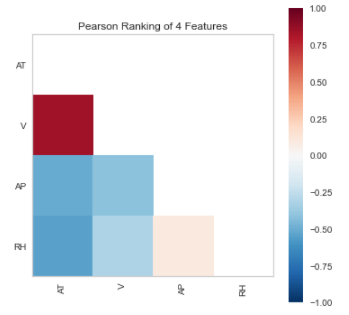 Pearson Ranking of 4 Features
AT
V
AP
RH
AT
V
AP
RH
1.00
0.75
0.50
0.25
0.00
−0.25
−0.50
−0.75
−1.00